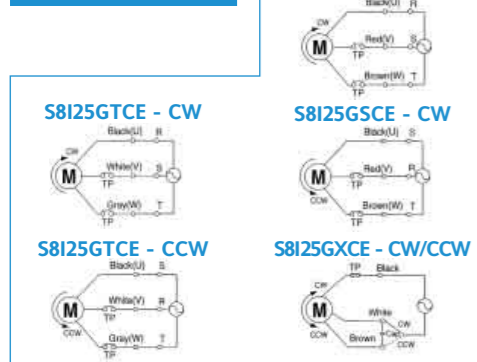 Black(U) R
CW
M Red(V) S
TP
Brown(W) T
TP
S8I25GTCE - CW
Black(U) R
CW
M White(V) S
TP
Gray(W) T
TP
S8I25GSCE - CW
Black(U) S
M Red(V) R
TP
CCW
Brown(W) T
TP
S8I25GTCE - CCW
Black(U) S
M White(V) R
TP
CCW
Gray(W) T
TP
S8I25GXCE - CW/CCW
TP Black
CW
M White
CW
Cap
CCW Brown
CCW